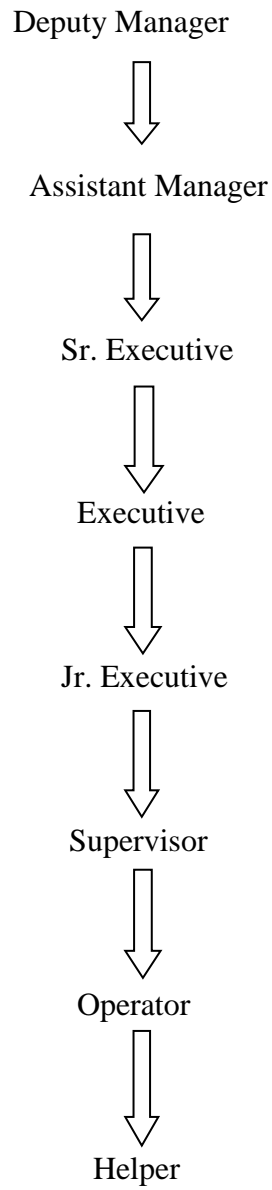 Deputy Manager
Assistant Manager
Sr. Executive
Executive
Jr. Executive
Supervisor
Operator
Helper